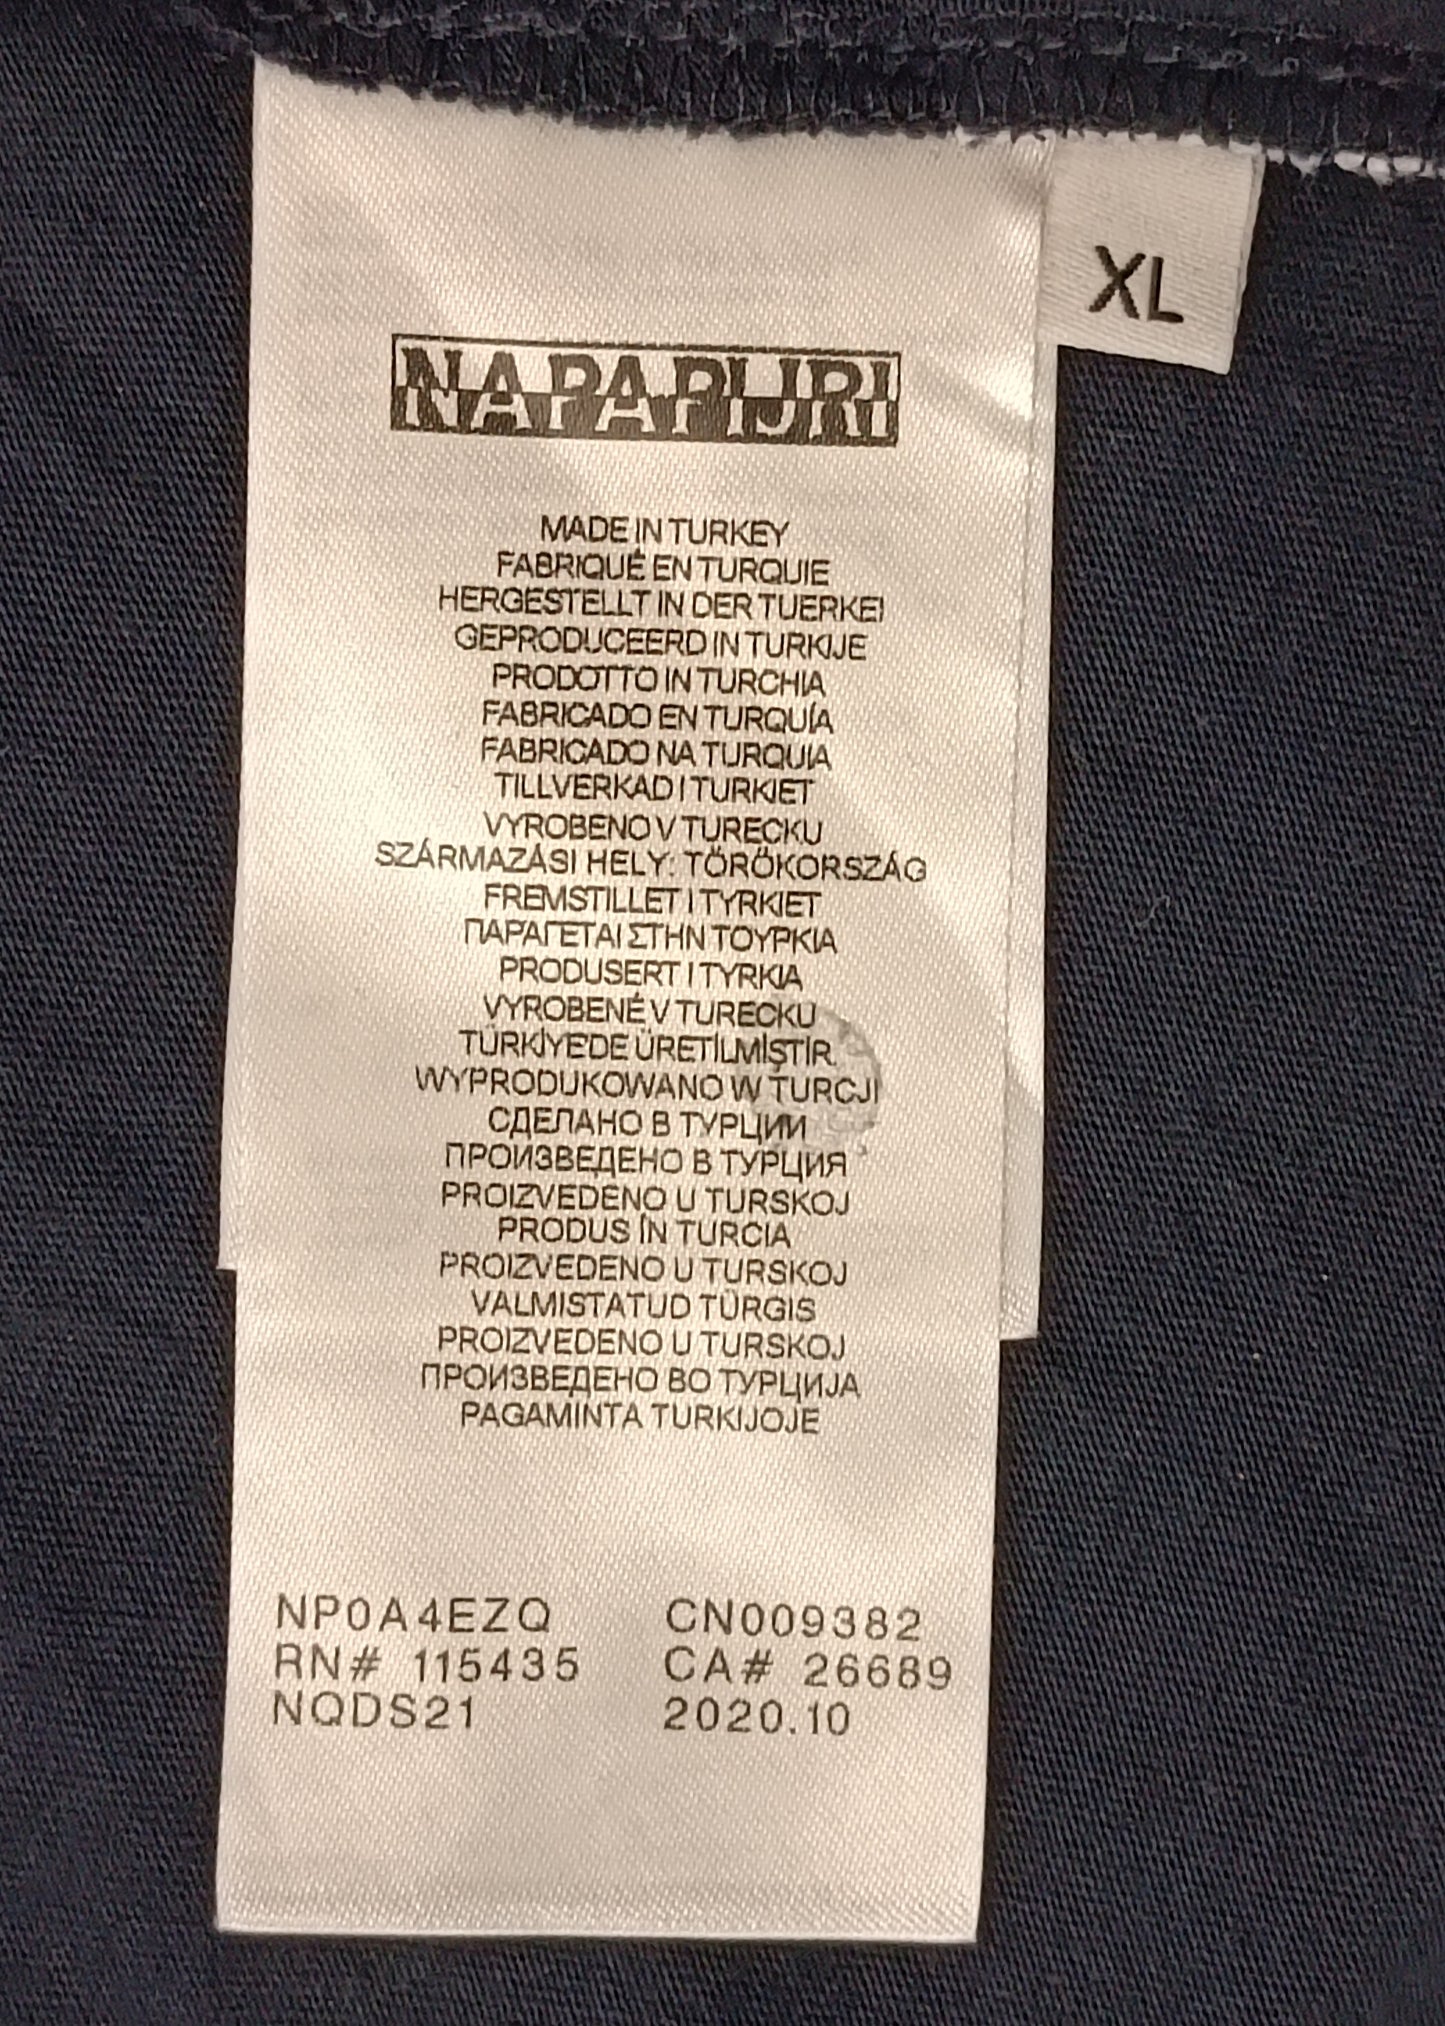 XL
NAPAPIJRI
MADE IN TURKEY
FABRIQUÉ EN TURQUIE
HERGESTELLT IN DER TUERKEI
GEPRODUCEERD IN TURKIJE
PRODOTTO IN TURCHIA
FABRICADO EN TURQUÍA
FABRICADO NA TURQUIA
TILLVERKAD I TURKIET
VYROBENO V TURECKU
SZÁRMAZÁSI HELY: TÖRÖKORSZÁG
FREMSTILLET I TYRKIET
ΠΑΡΑΓΕΤΑΙ ΣΤΗΝ ΤΟΥΡΚΙΑ
PRODUSERT I TYRKIA
VYROBENÉ V TURECKU
TÜRKİYEDE ÜRETİLMİŞTİR.
WYPRODUKOWANO W TURCJI
СДЕЛАНО В ТУРЦИИ
ПРОИЗВЕДЕНО В ТУРЦИЯ
PROIZVEDENO U TURSKOJ
PRODUS ÎN TURCIA
PROIZVEDENO U TURSKOJ
VALMISTATUD TÜRGIS
PROIZVEDENO U TURSKOJ
ПРОИЗВЕДЕНО ВО ТУРЦИЈА
PAGAMINTA TURKIJOJE
NP0A4EZQ CN009382
RN# 115435 CA# 26689
NQDS21 2020.10